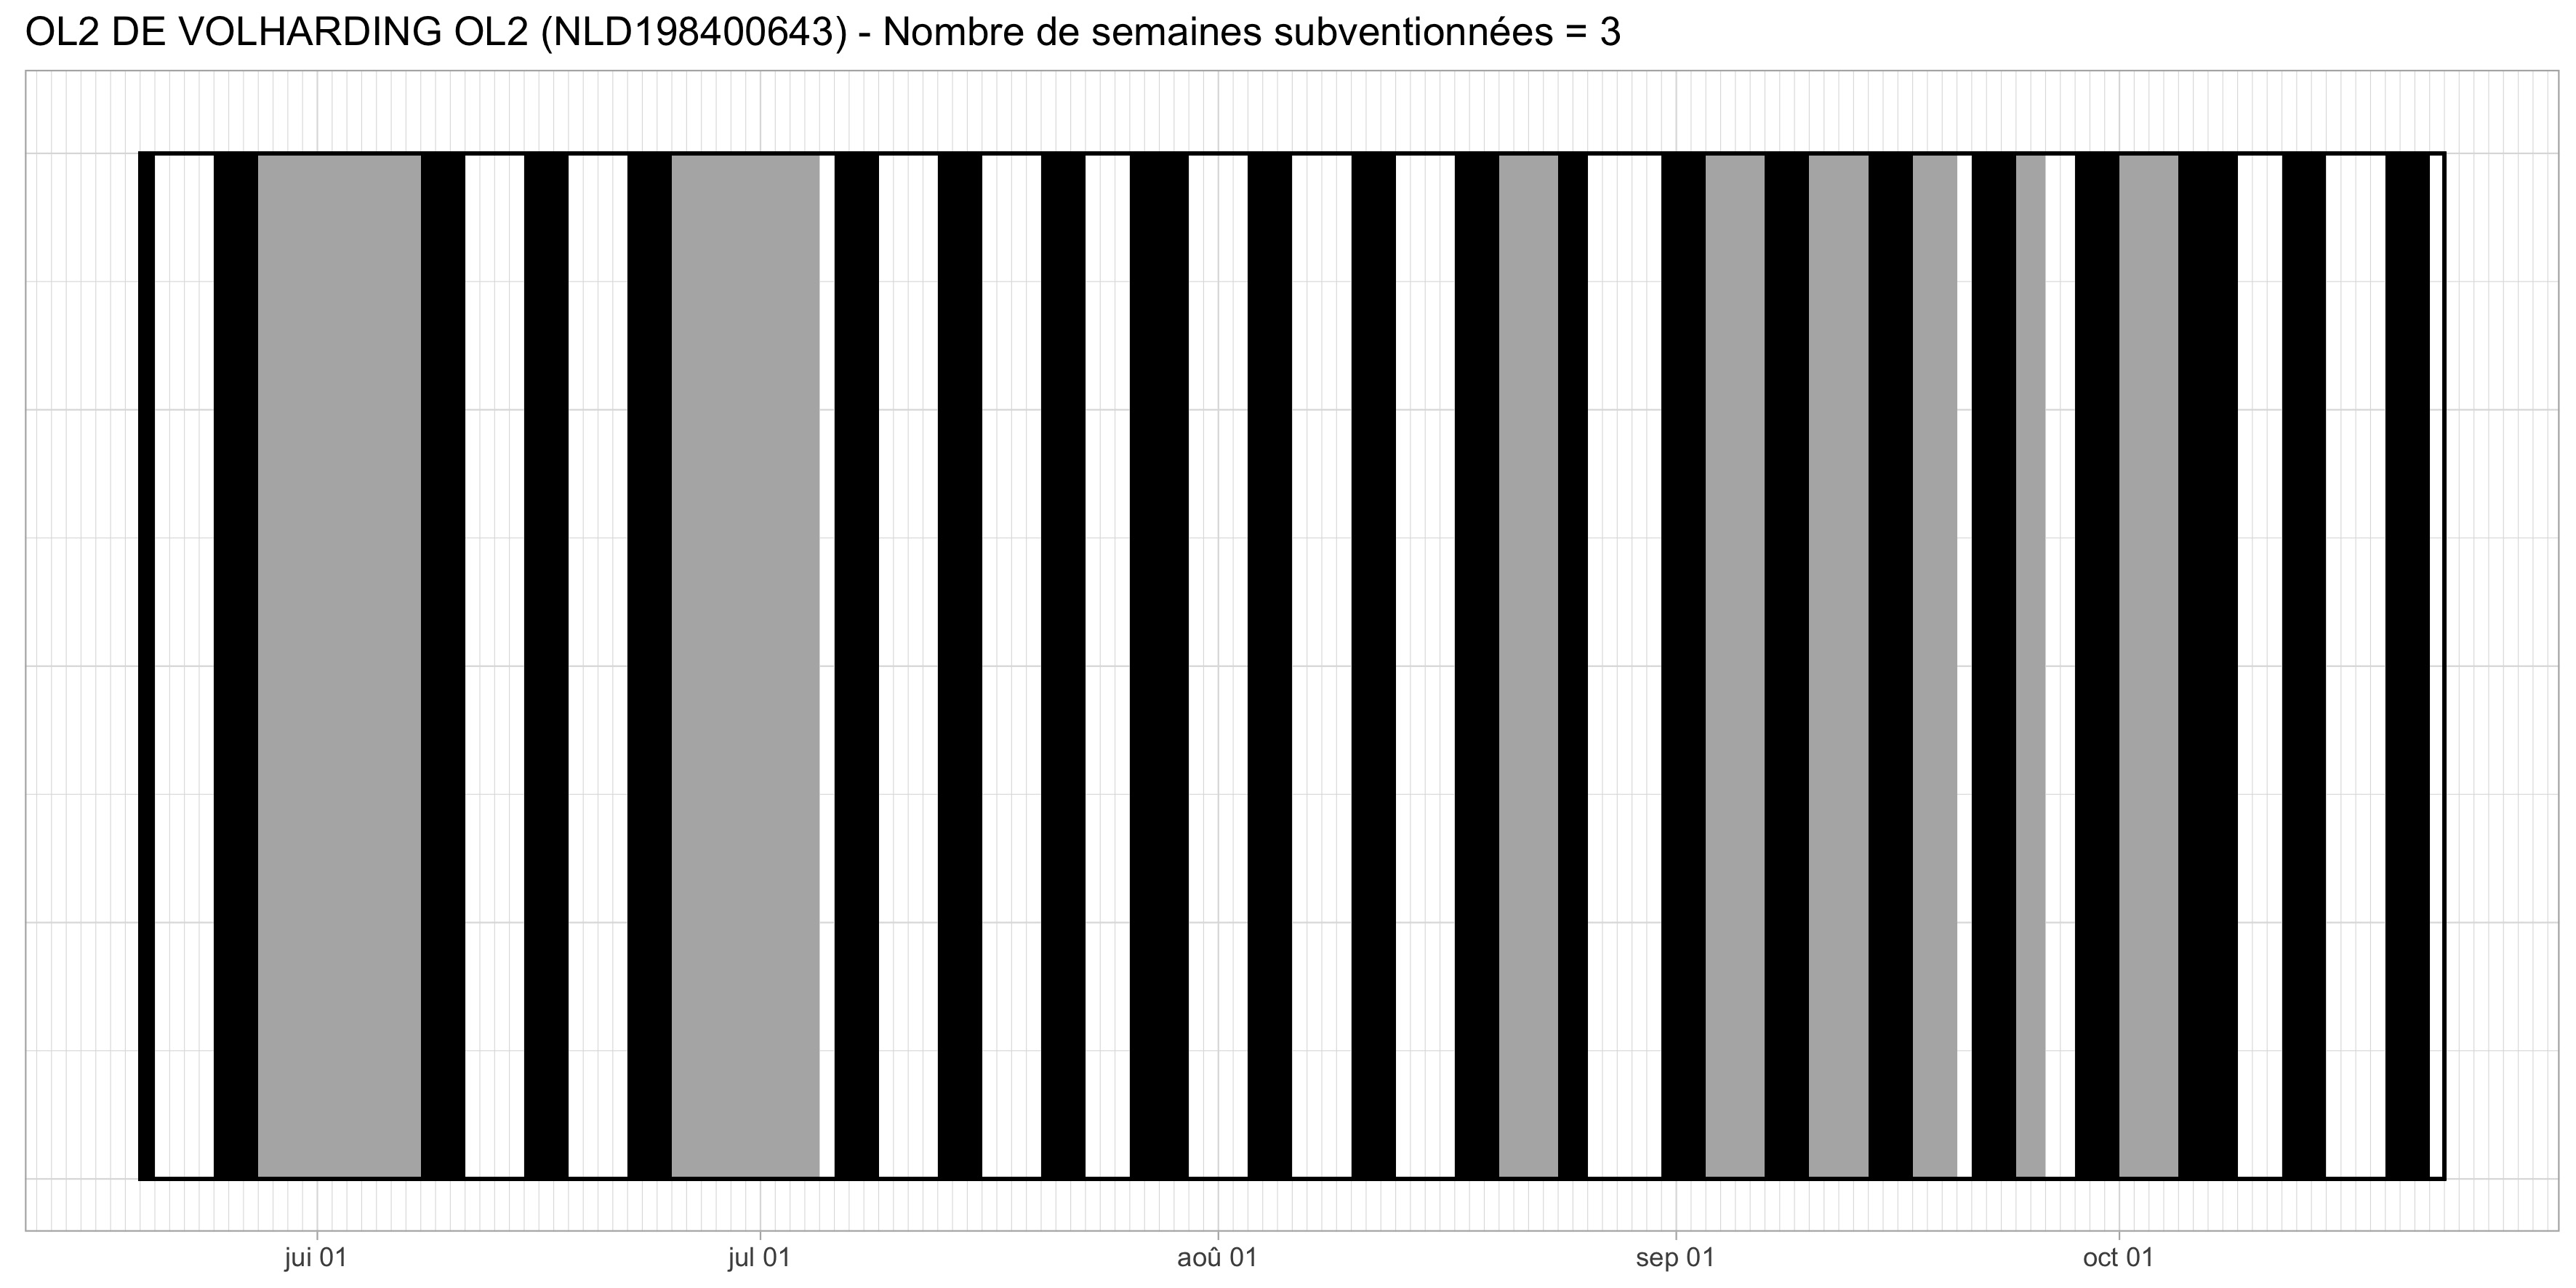 OL2 DE VOLHARDING OL2 (NLD198400643) - Nombre de semaines subventionnées = 3
jui 01 jul 01 aoû 01 sep 01 oct 01